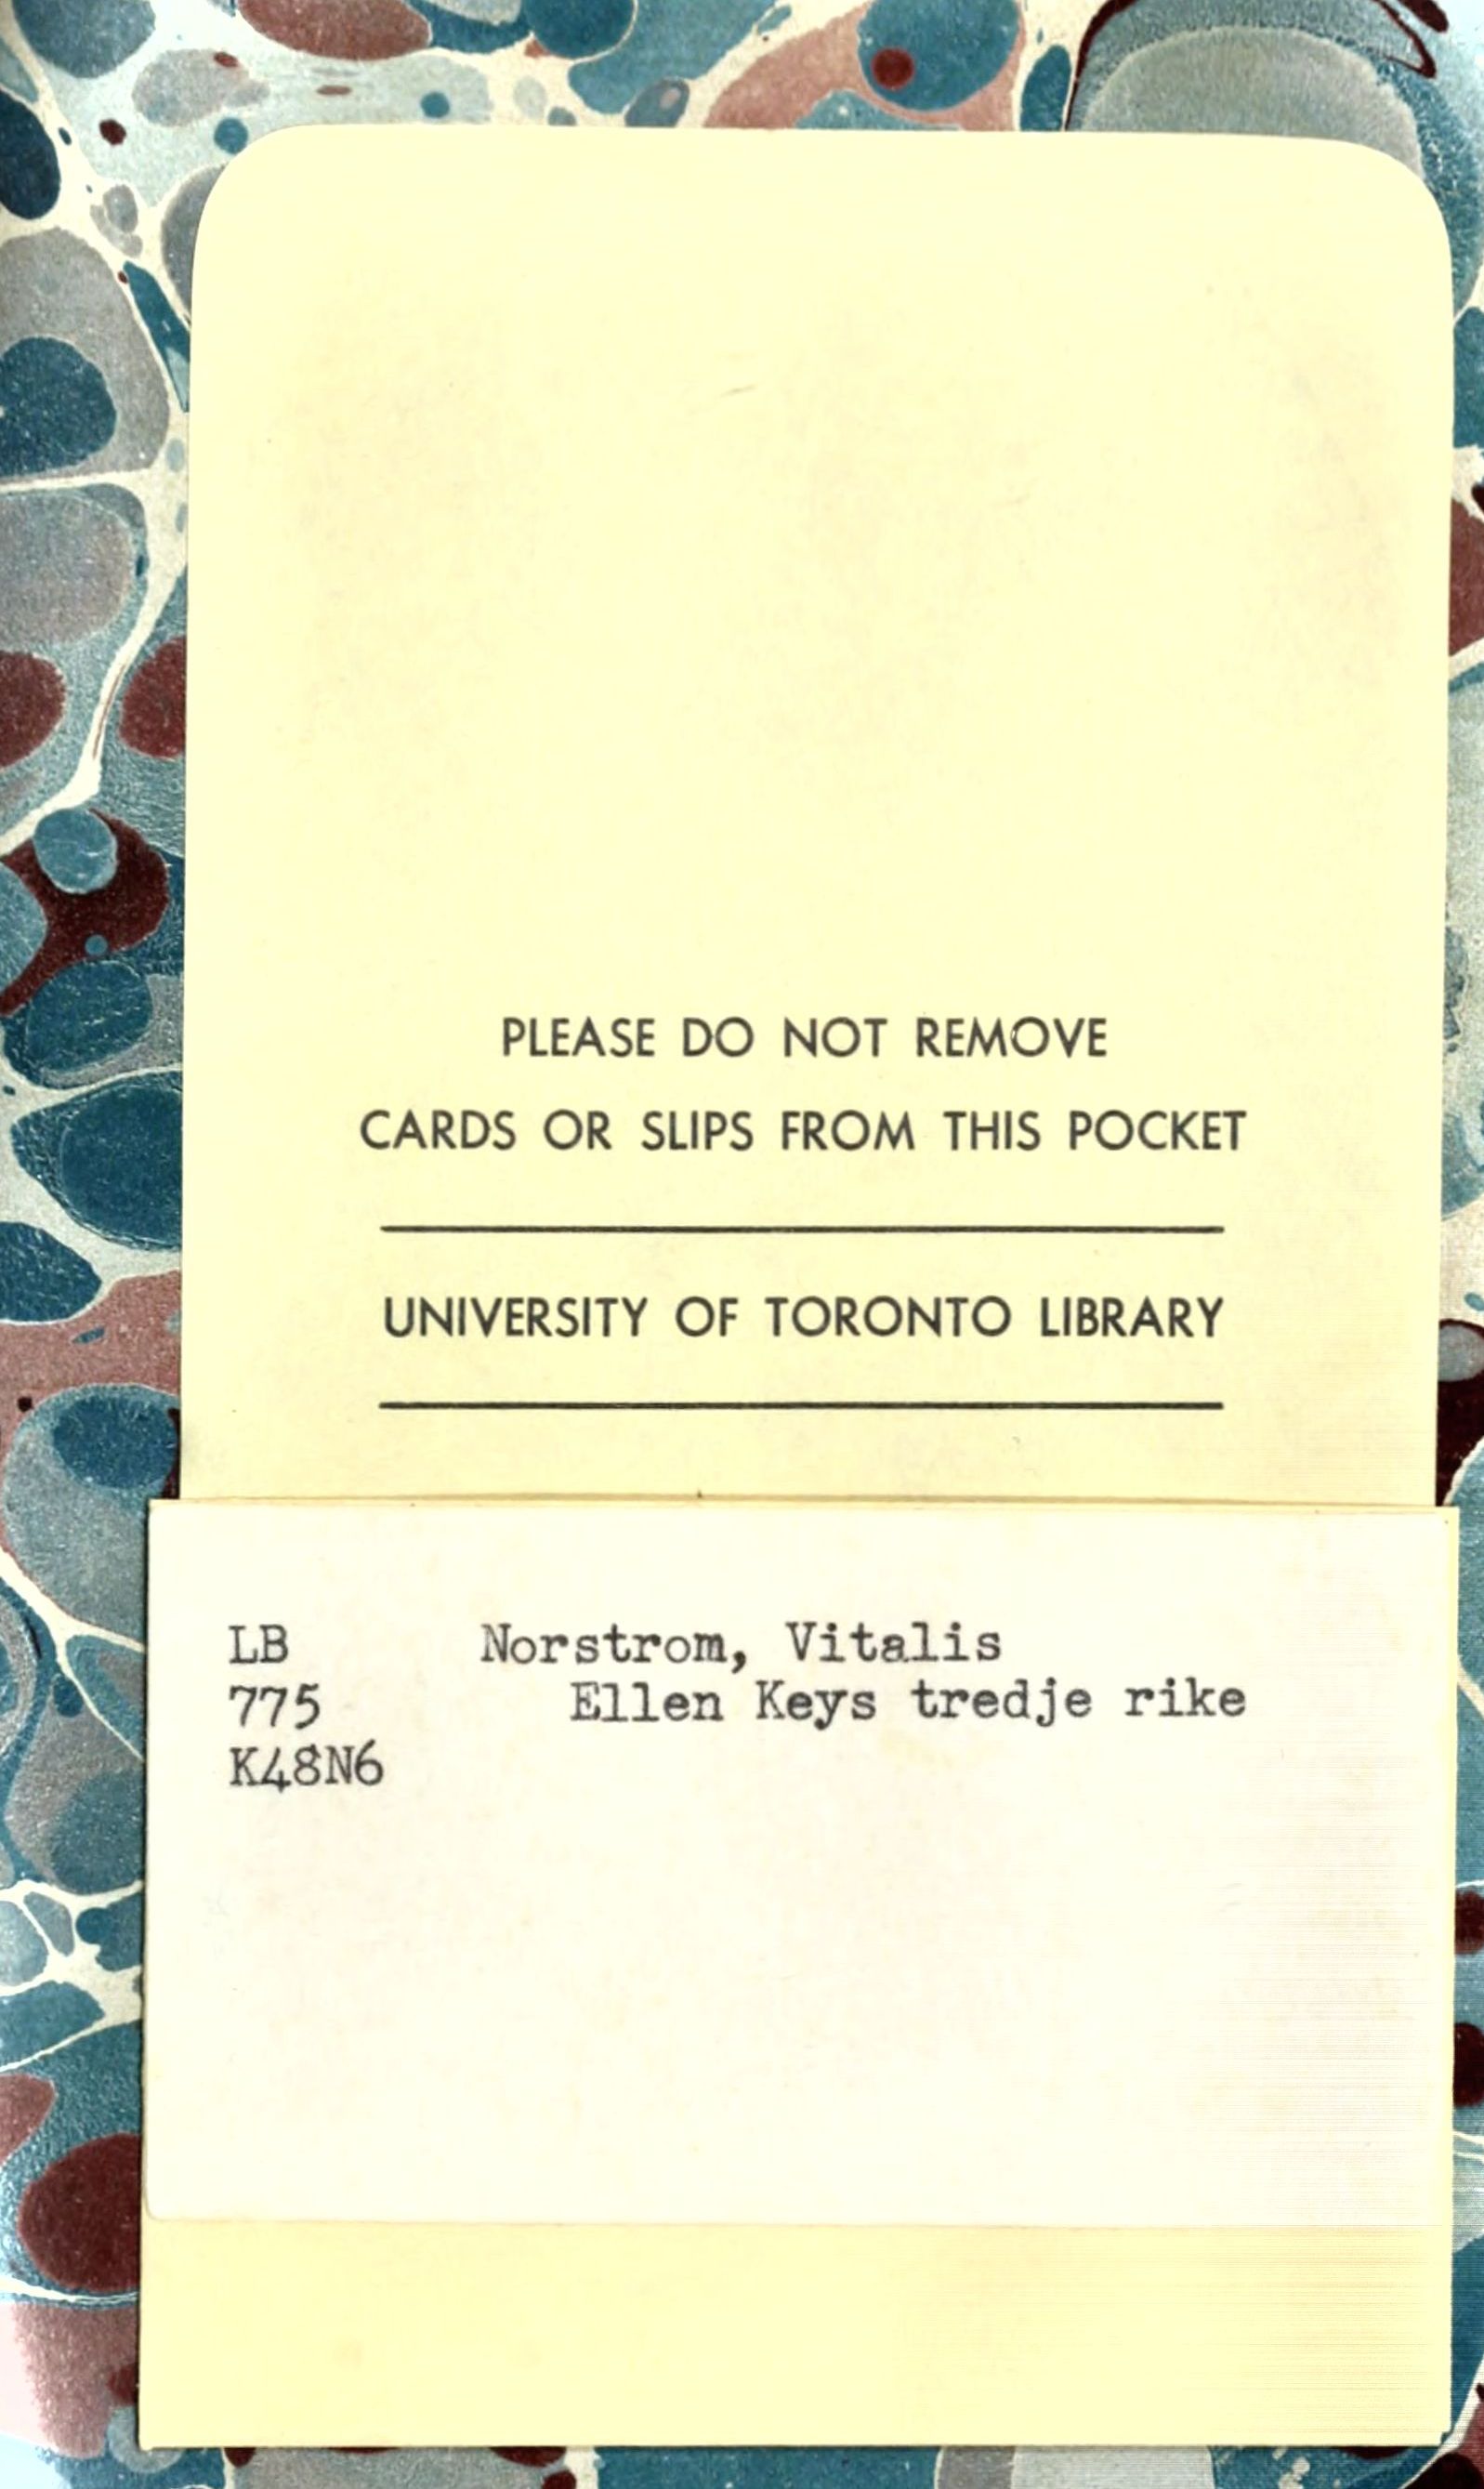 PLEASE DO NOT REMOVE
CARDS OR SLIPS FROM THIS POCKET
UNIVERSITY OF TORONTO LIBRARY
LB Norstrom, Vitalis
775 Ellen Keys tredje rike
K48N6